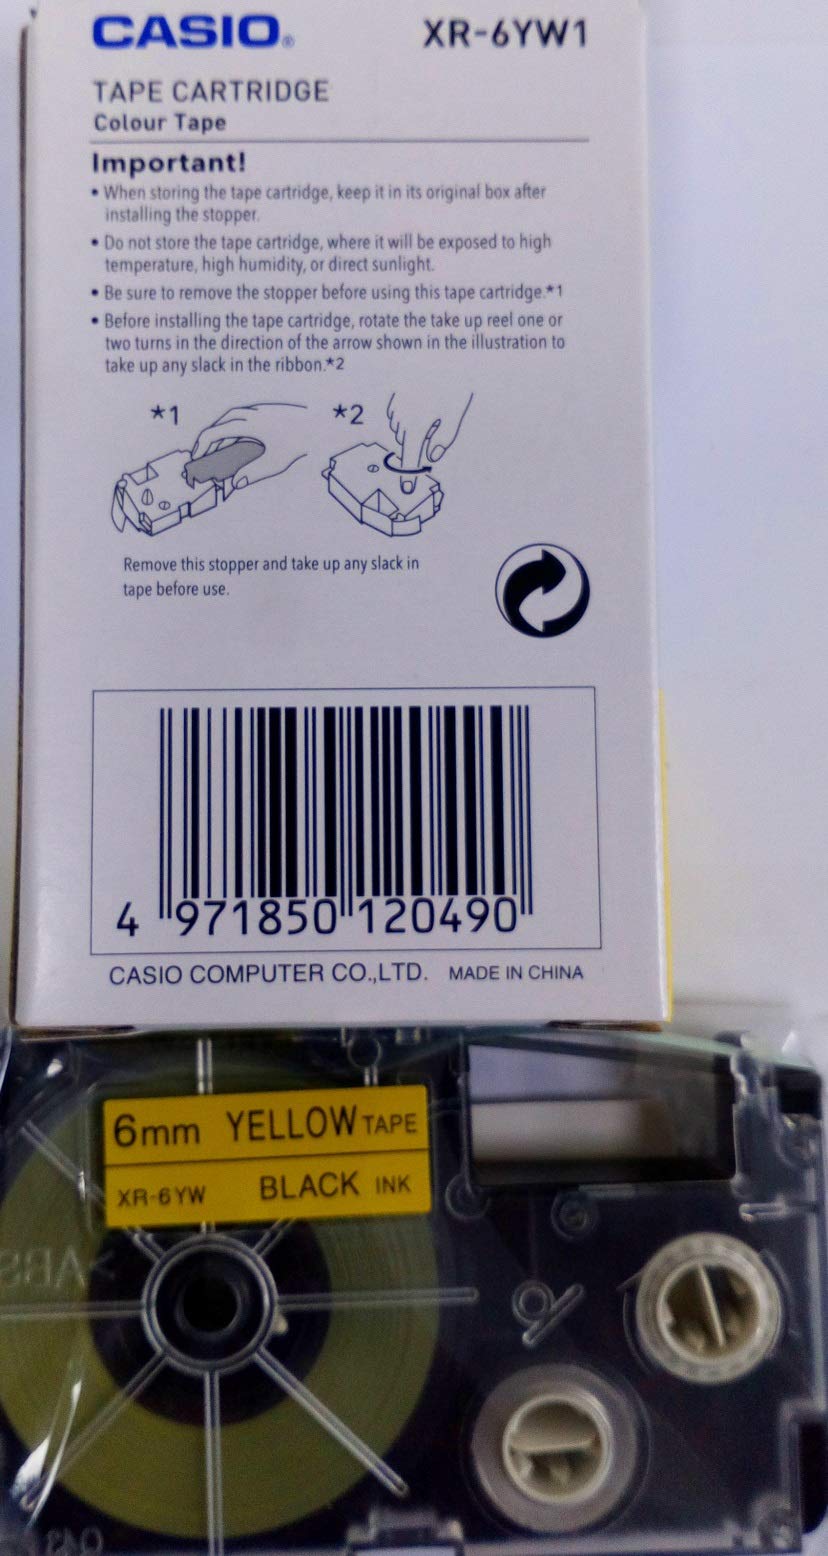 CASIO® XR-6YW1
TAPE CARTRIDGE
Colour Tape
Important!
• When storing the tape cartridge, keep it in its original box after
installing the stopper.
• Do not store the tape cartridge, where it will be exposed to high
temperature, high humidity, or direct sunlight.
• Be sure to remove the stopper before using this tape cartridge.*1
• Before installing the tape cartridge, rotate the take up reel one or
two turns in the direction of the arrow shown in the illustration to
take up any slack in the ribbon.*2
*1 *2
Remove this stopper and take up any slack in
tape before use.
4 971850 120490
CASIO COMPUTER CO.,LTD. MADE IN CHINA
6mm YELLOW TAPE
XR-6YW BLACK INK
>ABS